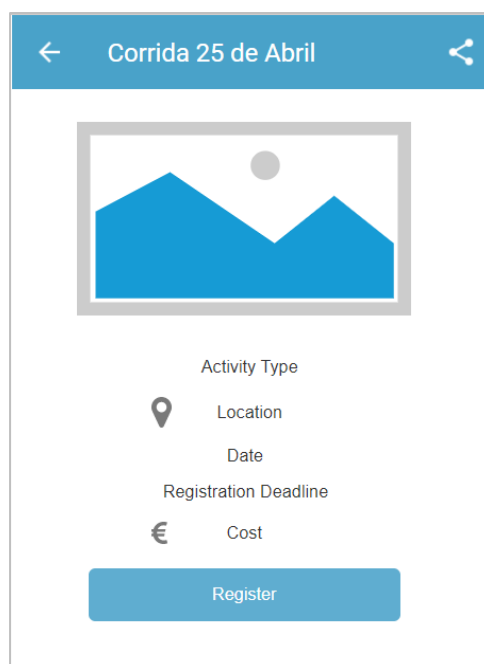 Corrida 25 de Abril
Activity Type
Location
Date
Registration Deadline
€ Cost
Register